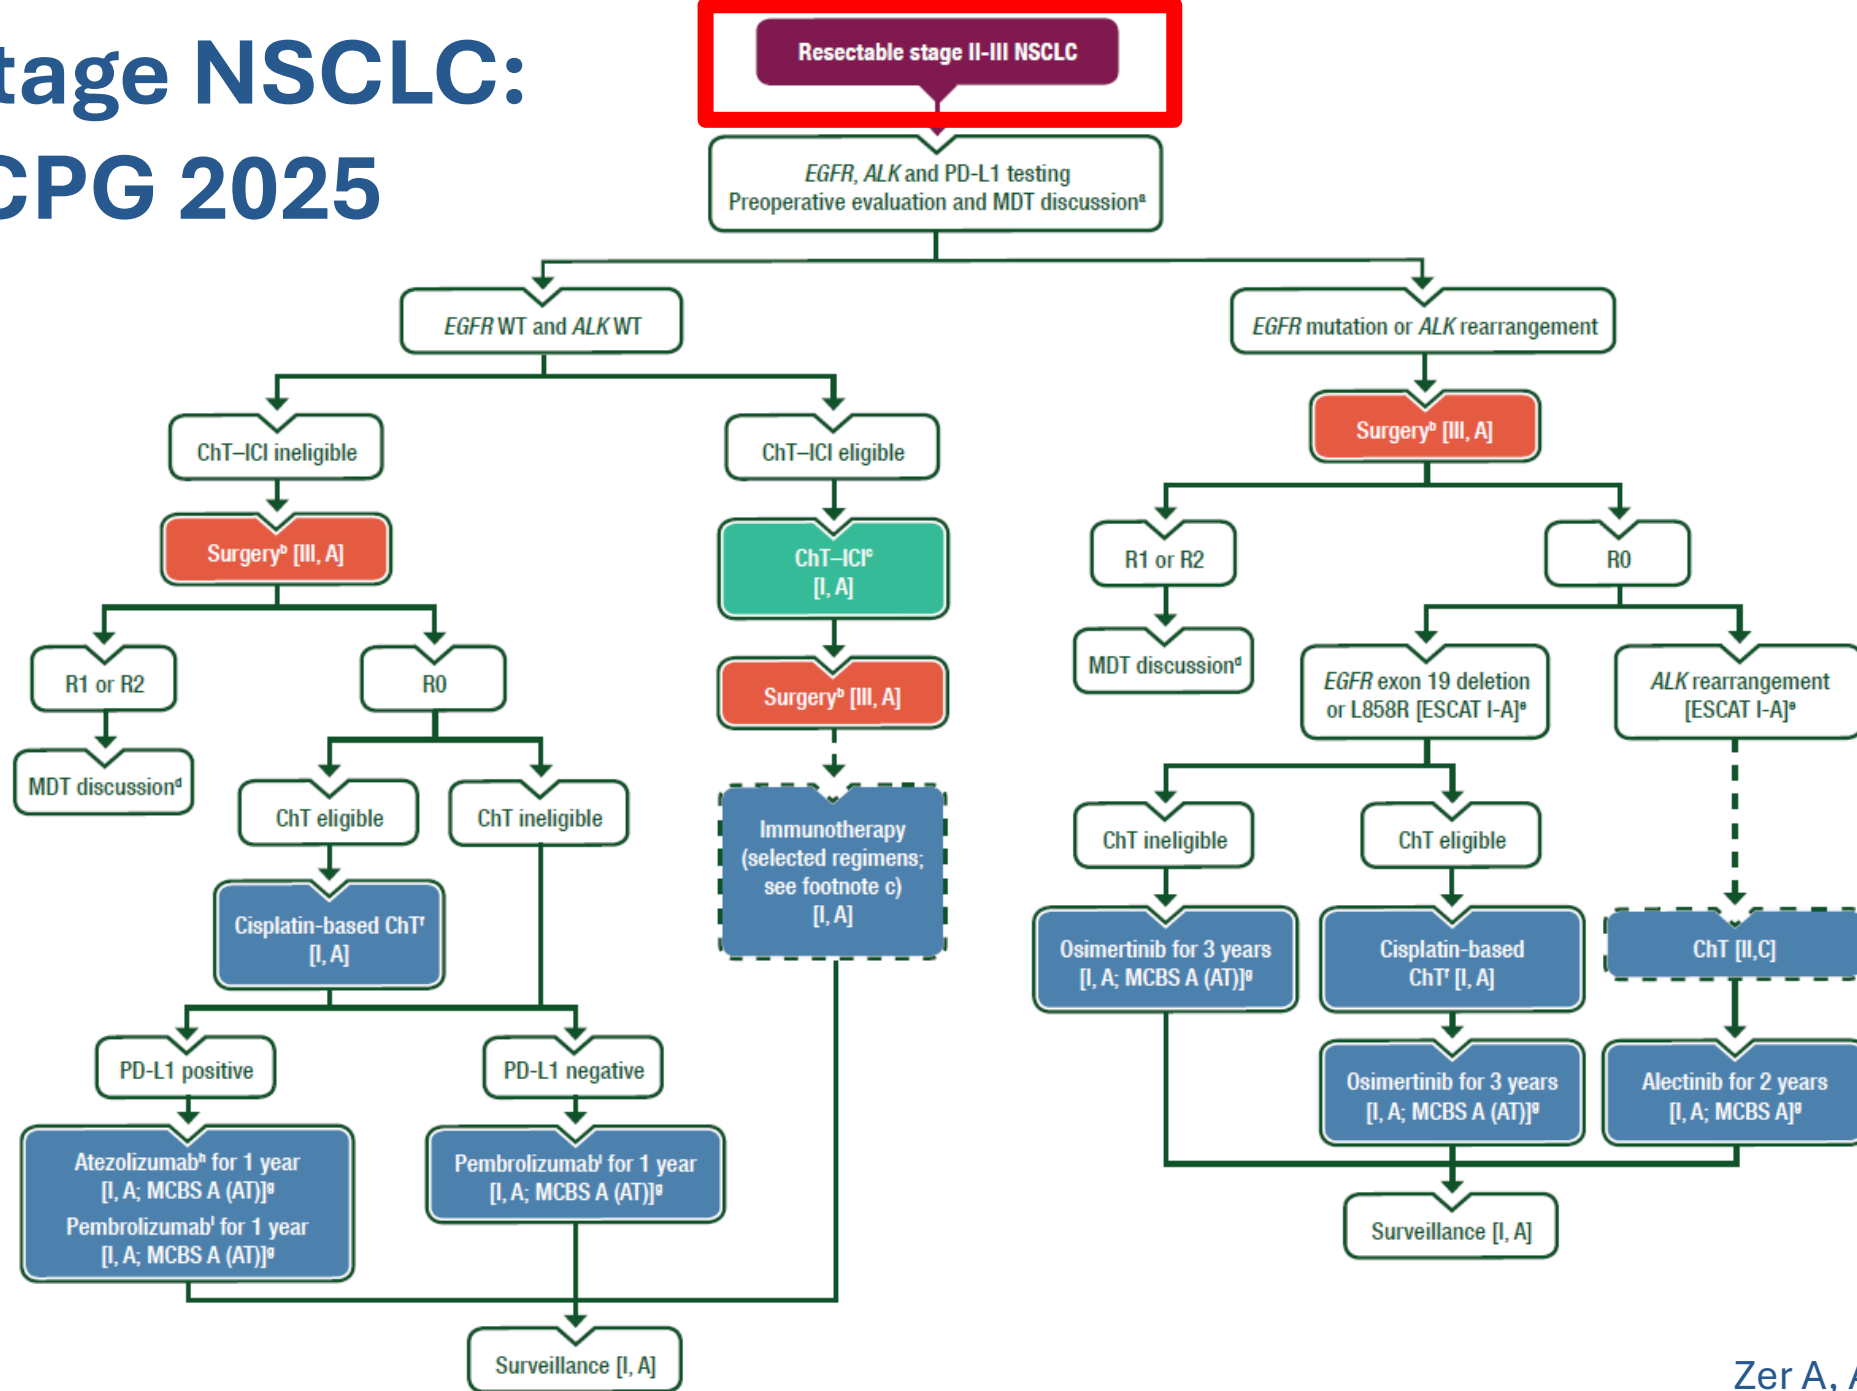 tage NSCLC:
CPG 2025
Resectable stage II-III NSCLC
EGFR, ALK and PD-L1 testing
Preoperative evaluation and MDT discussionᵃ
EGFR WT and ALK WT
EGFR mutation or ALK rearrangement
ChT–ICI ineligible
ChT–ICI eligible
Surgeryᵇ [III, A]
Surgeryᵇ [III, A]
ChT–ICIᶜ
[I, A]
R1 or R2
R0
R1 or R2
R0
Surgeryᵇ [III, A]
MDT discussionᵈ
EGFR exon 19 deletion
or L858R [ESCAT I-A]ᵉ
ALK rearrangement
[ESCAT I-A]ᵉ
MDT discussionᵈ
ChT eligible
ChT ineligible
Immunotherapy
(selected regimens;
see footnote c)
[I, A]
ChT ineligible
ChT eligible
Cisplatin-based ChTᶠ
[I, A]
Osimertinib for 3 years
[I, A; MCBS A (AT)]ᵍ
Cisplatin-based
ChTᶠ [I, A]
ChT [II,C]
PD-L1 positive
PD-L1 negative
Osimertinib for 3 years
[I, A; MCBS A (AT)]ᵍ
Alectinib for 2 years
[I, A; MCBS A]ᵍ
Atezolizumabʰ for 1 year
[I, A; MCBS A (AT)]ᵍ
Pembrolizumabⁱ for 1 year
[I, A; MCBS A (AT)]ᵍ
Pembrolizumabⁱ for 1 year
[I, A; MCBS A (AT)]ᵍ
Surveillance [I, A]
Surveillance [I, A]
Zer A, A